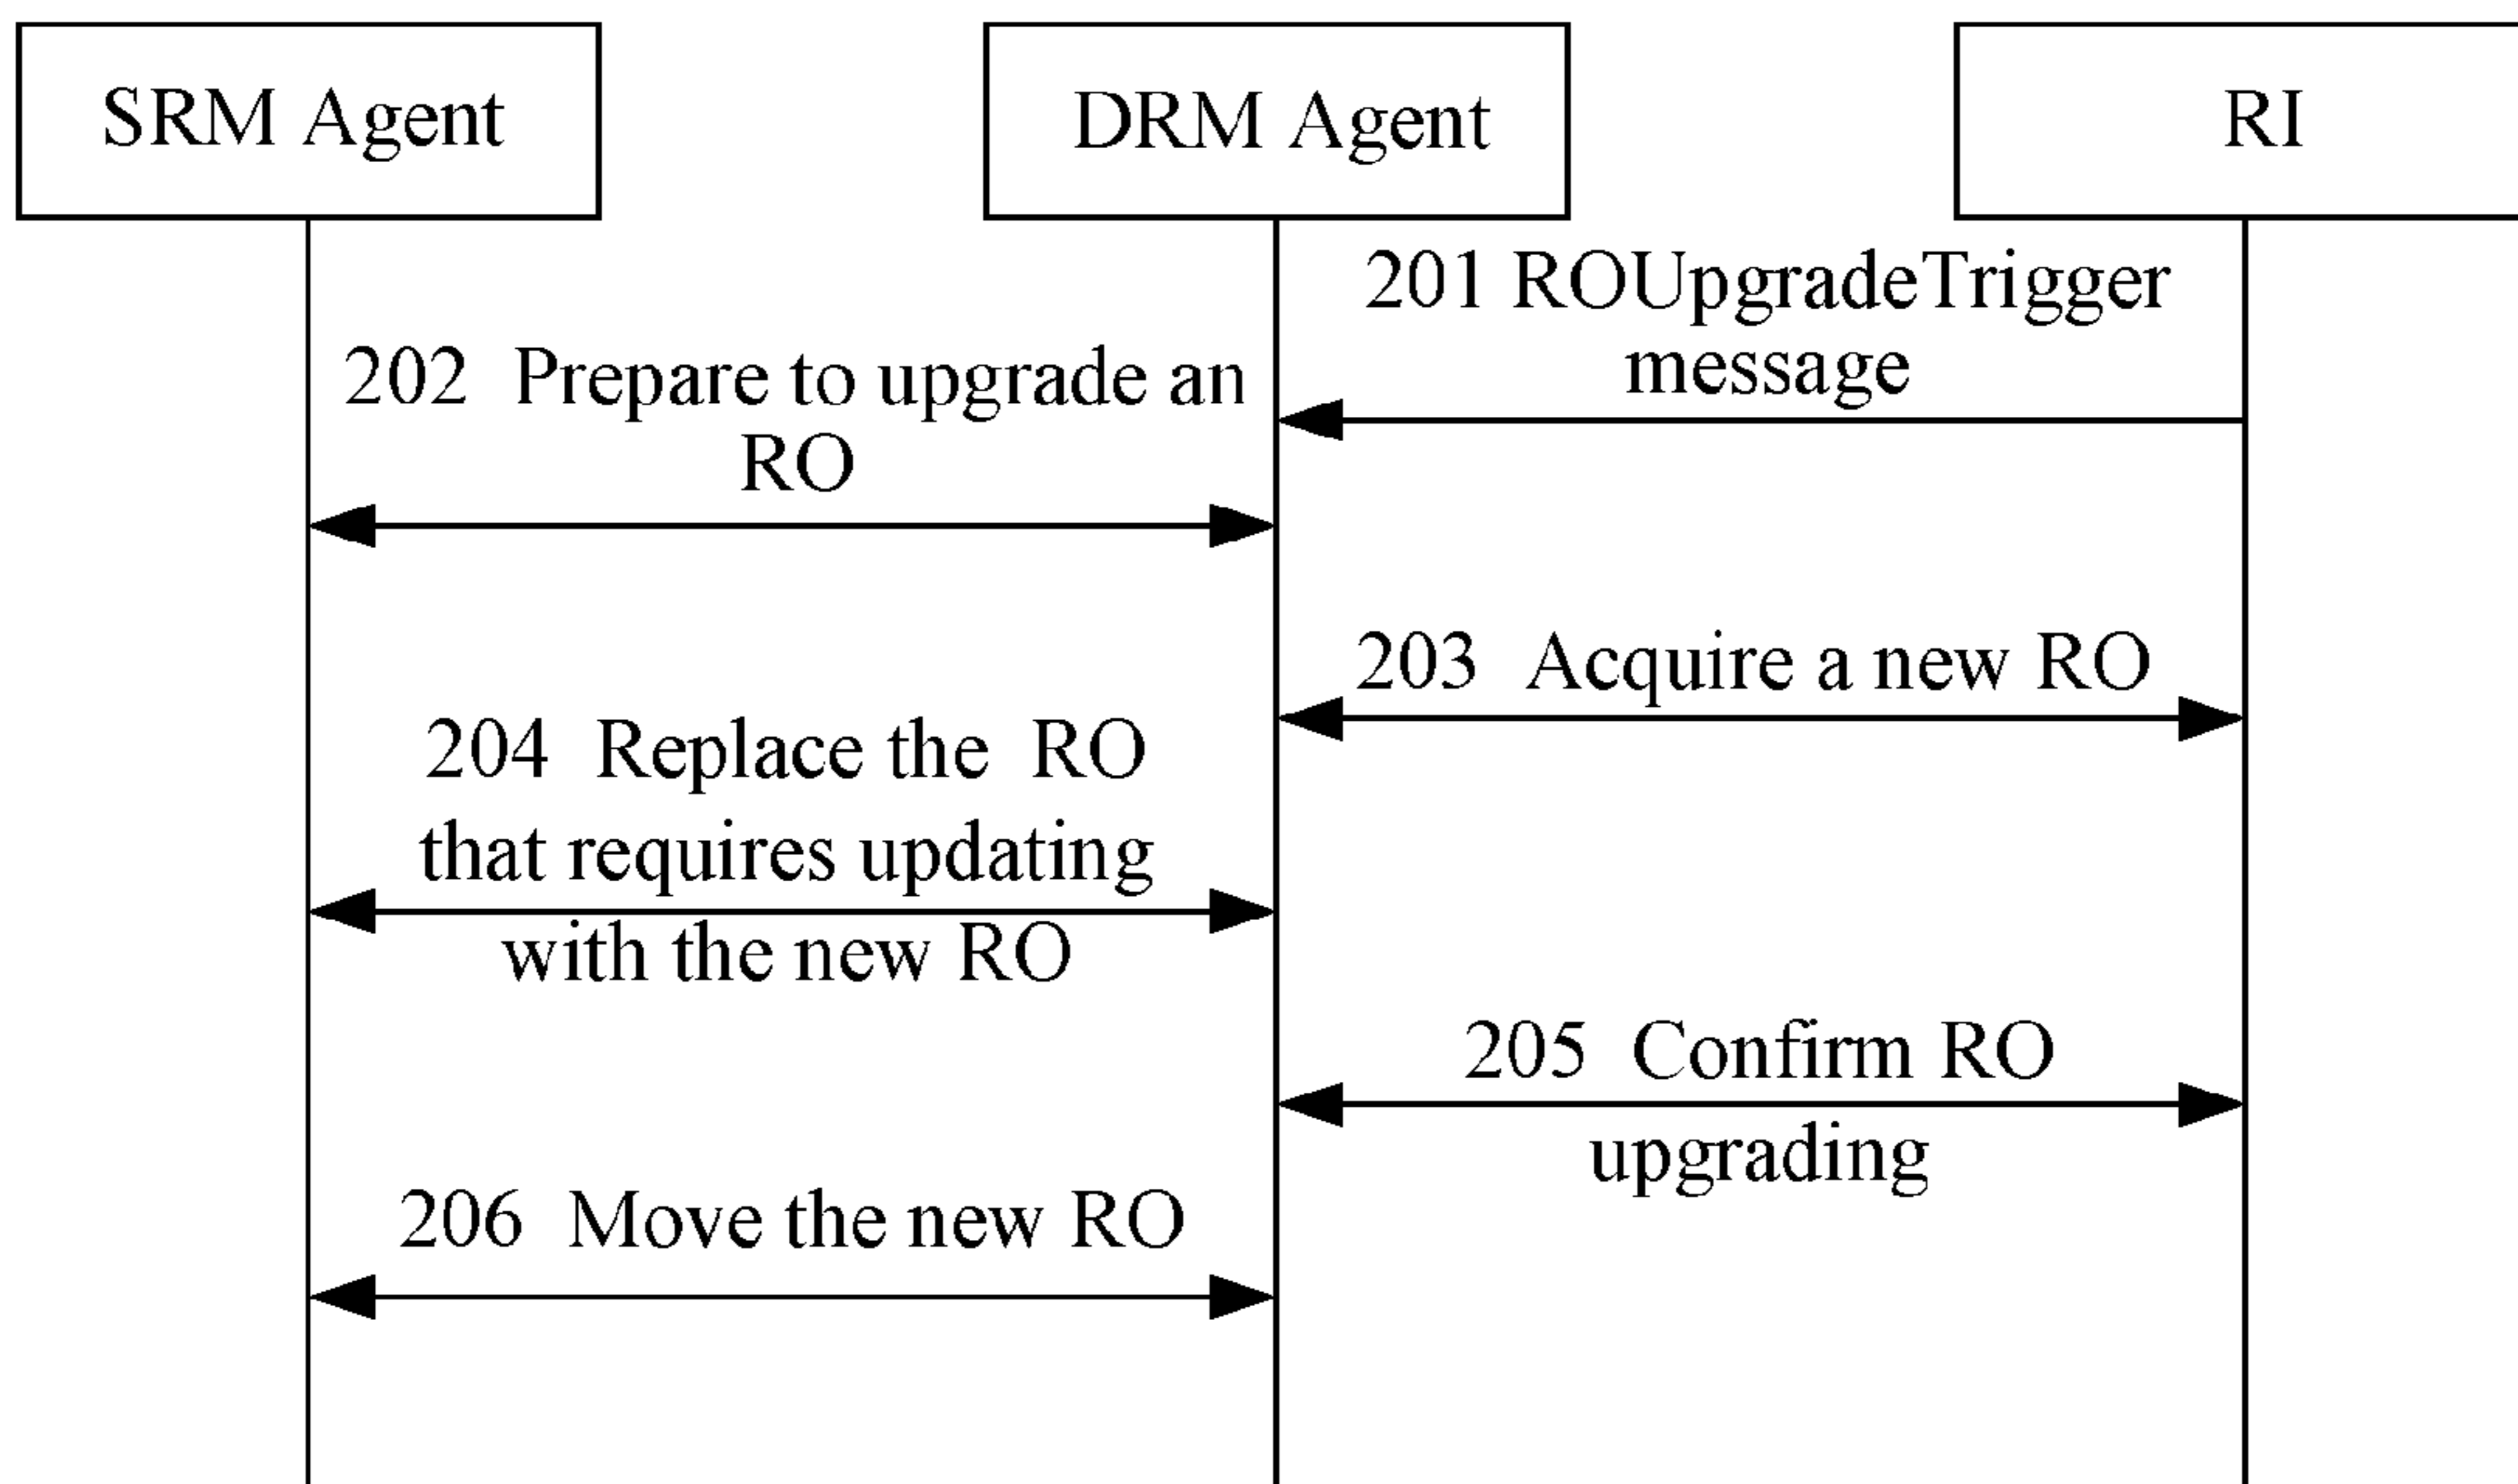 SRM Agent
DRM Agent
RI
201 ROUpgradeTrigger
message
202 Prepare to upgrade an
RO
203 Acquire a new RO
204 Replace the RO
that requires updating
with the new RO
205 Confirm RO
upgrading
206 Move the new RO